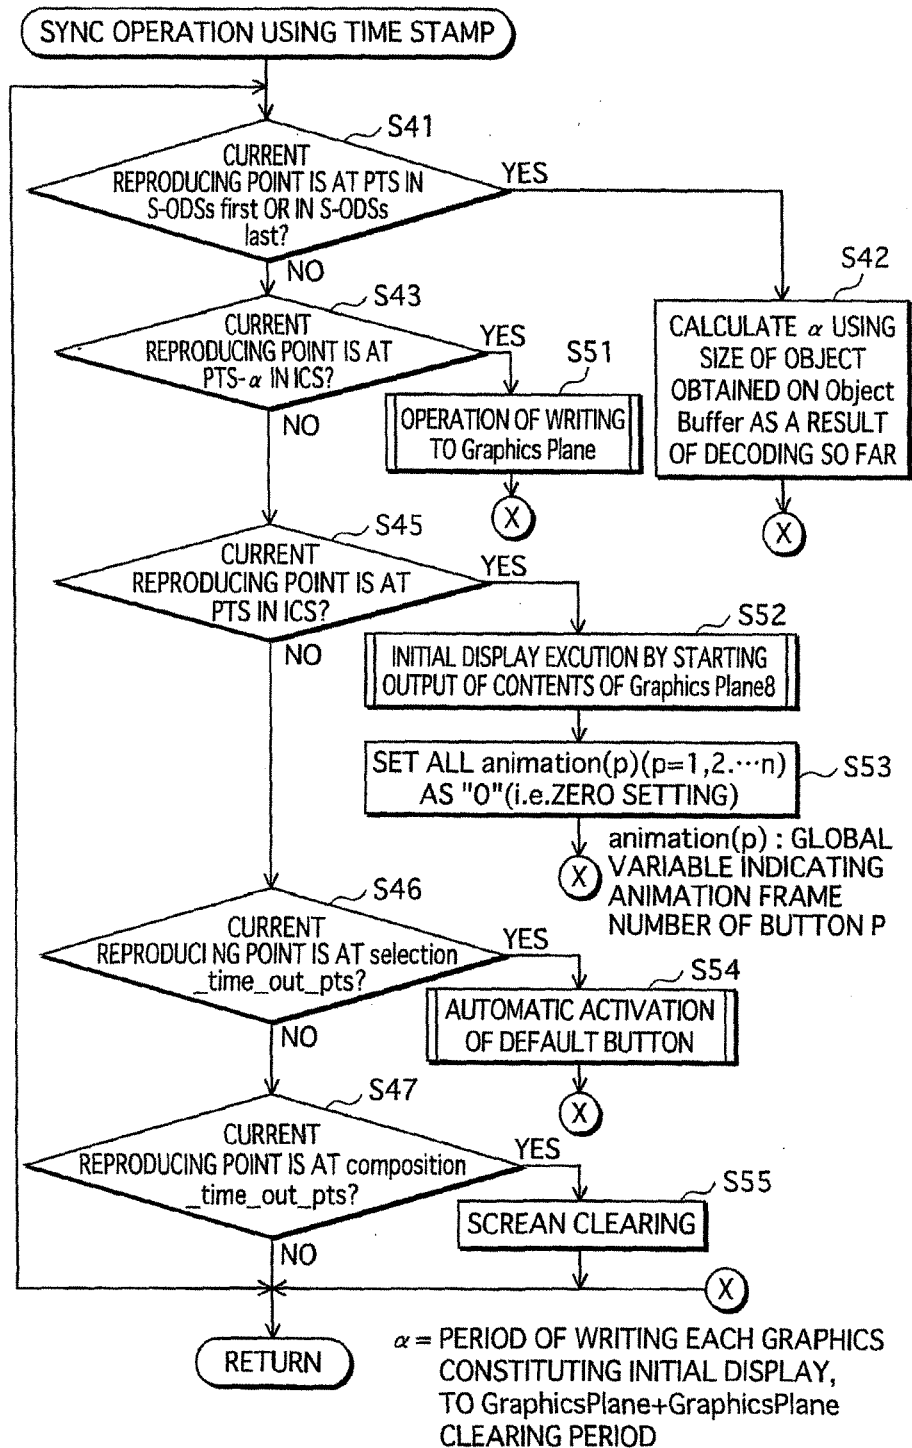 SYNC OPERATION USING TIME STAMP
S41
CURRENT
REPRODUCING POINT IS AT PTS IN
S-ODSs first OR IN S-ODSs
last?
YES
NO
S42
CALCULATE α USING
SIZE OF OBJECT
OBTAINED ON Object
Buffer AS A RESULT
OF DECODING SO FAR
X
S43
CURRENT
REPRODUCING POINT IS AT
PTS-α IN ICS?
YES
NO
S51
OPERATION OF WRITING
TO Graphics Plane
X
S45
CURRENT
REPRODUCING POINT IS AT
PTS IN ICS?
YES
NO
S52
INITIAL DISPLAY EXCUTION BY STARTING
OUTPUT OF CONTENTS OF Graphics Plane8
S53
SET ALL animation(p)(p=1,2.···n)
AS "0"(i.e.ZERO SETTING)
X
animation(p) : GLOBAL
VARIABLE INDICATING
ANIMATION FRAME
NUMBER OF BUTTON P
S46
CURRENT
REPRODUCING POINT IS AT selection
_time_out_pts?
YES
NO
S54
AUTOMATIC ACTIVATION
OF DEFAULT BUTTON
X
S47
CURRENT
REPRODUCING POINT IS AT composition
_time_out_pts?
YES
NO
S55
SCREAN CLEARING
X
RETURN
α = PERIOD OF WRITING EACH GRAPHICS
CONSTITUTING INITIAL DISPLAY,
TO GraphicsPlane+GraphicsPlane
CLEARING PERIOD